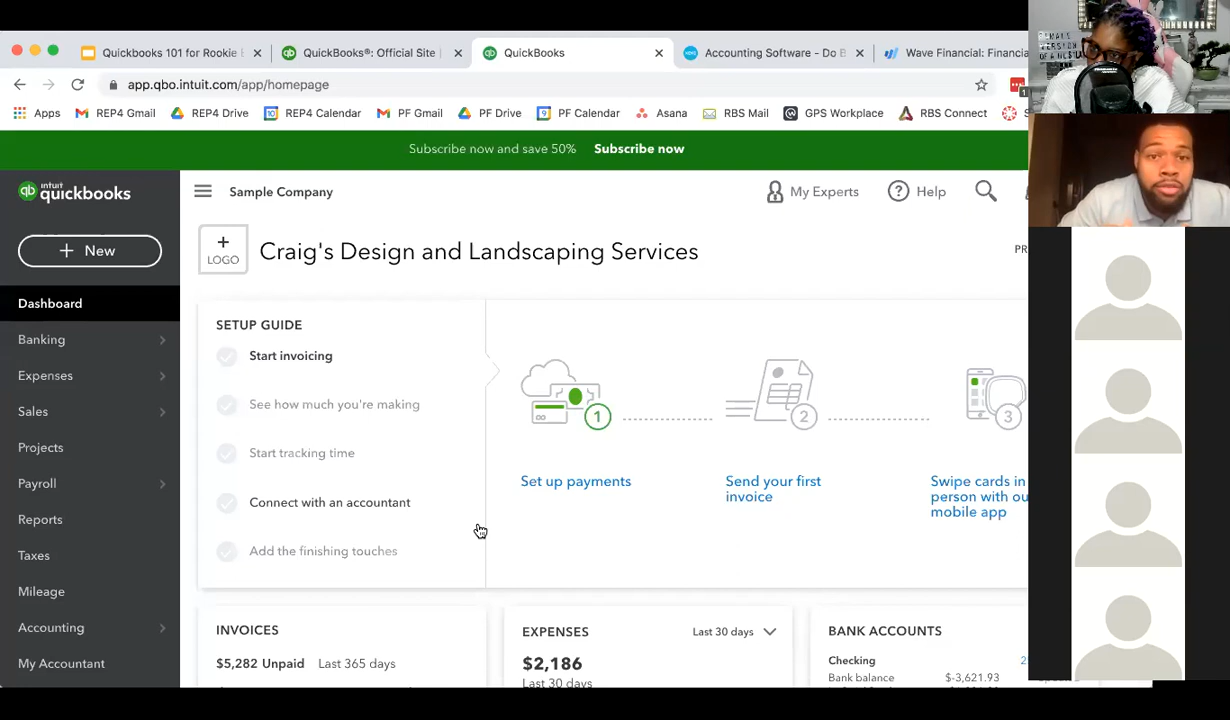 Quickbooks 101 for Rookie
QuickBooks®: Official Site
QuickBooks
Accounting Software - Do B
Wave Financial: Financia
app.qbo.intuit.com/app/homepage
Apps
REP4 Gmail
REP4 Drive
REP4 Calendar
PF Gmail
PF Drive
PF Calendar
Asana
RBS Mail
GPS Workplace
RBS Connect
Subscribe now and save 50% Subscribe now
intuit
quickbooks
Sample Company
My Experts
Help
+ New
+
LOGO
Craig's Design and Landscaping Services
PR
Dashboard
Banking
Expenses
Sales
Projects
Payroll
Reports
Taxes
Mileage
Accounting
My Accountant
SETUP GUIDE
Start invoicing
See how much you're making
Start tracking time
Connect with an accountant
Add the finishing touches
1
Set up payments
2
Send your first
invoice
3
Swipe cards in
person with ou
mobile app
INVOICES
$5,282 Unpaid Last 365 days
EXPENSES
Last 30 days
$2,186
Last 30 days
BANK ACCOUNTS
Checking
Bank balance
$-3,621.93